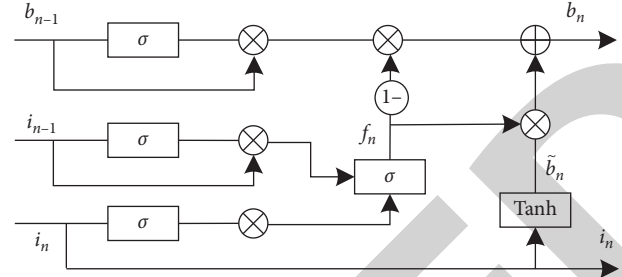 b_{n–1} σ b_n
1–
i_{n–1} σ f_n
σ b̃_n
i_n σ Tanh i_n